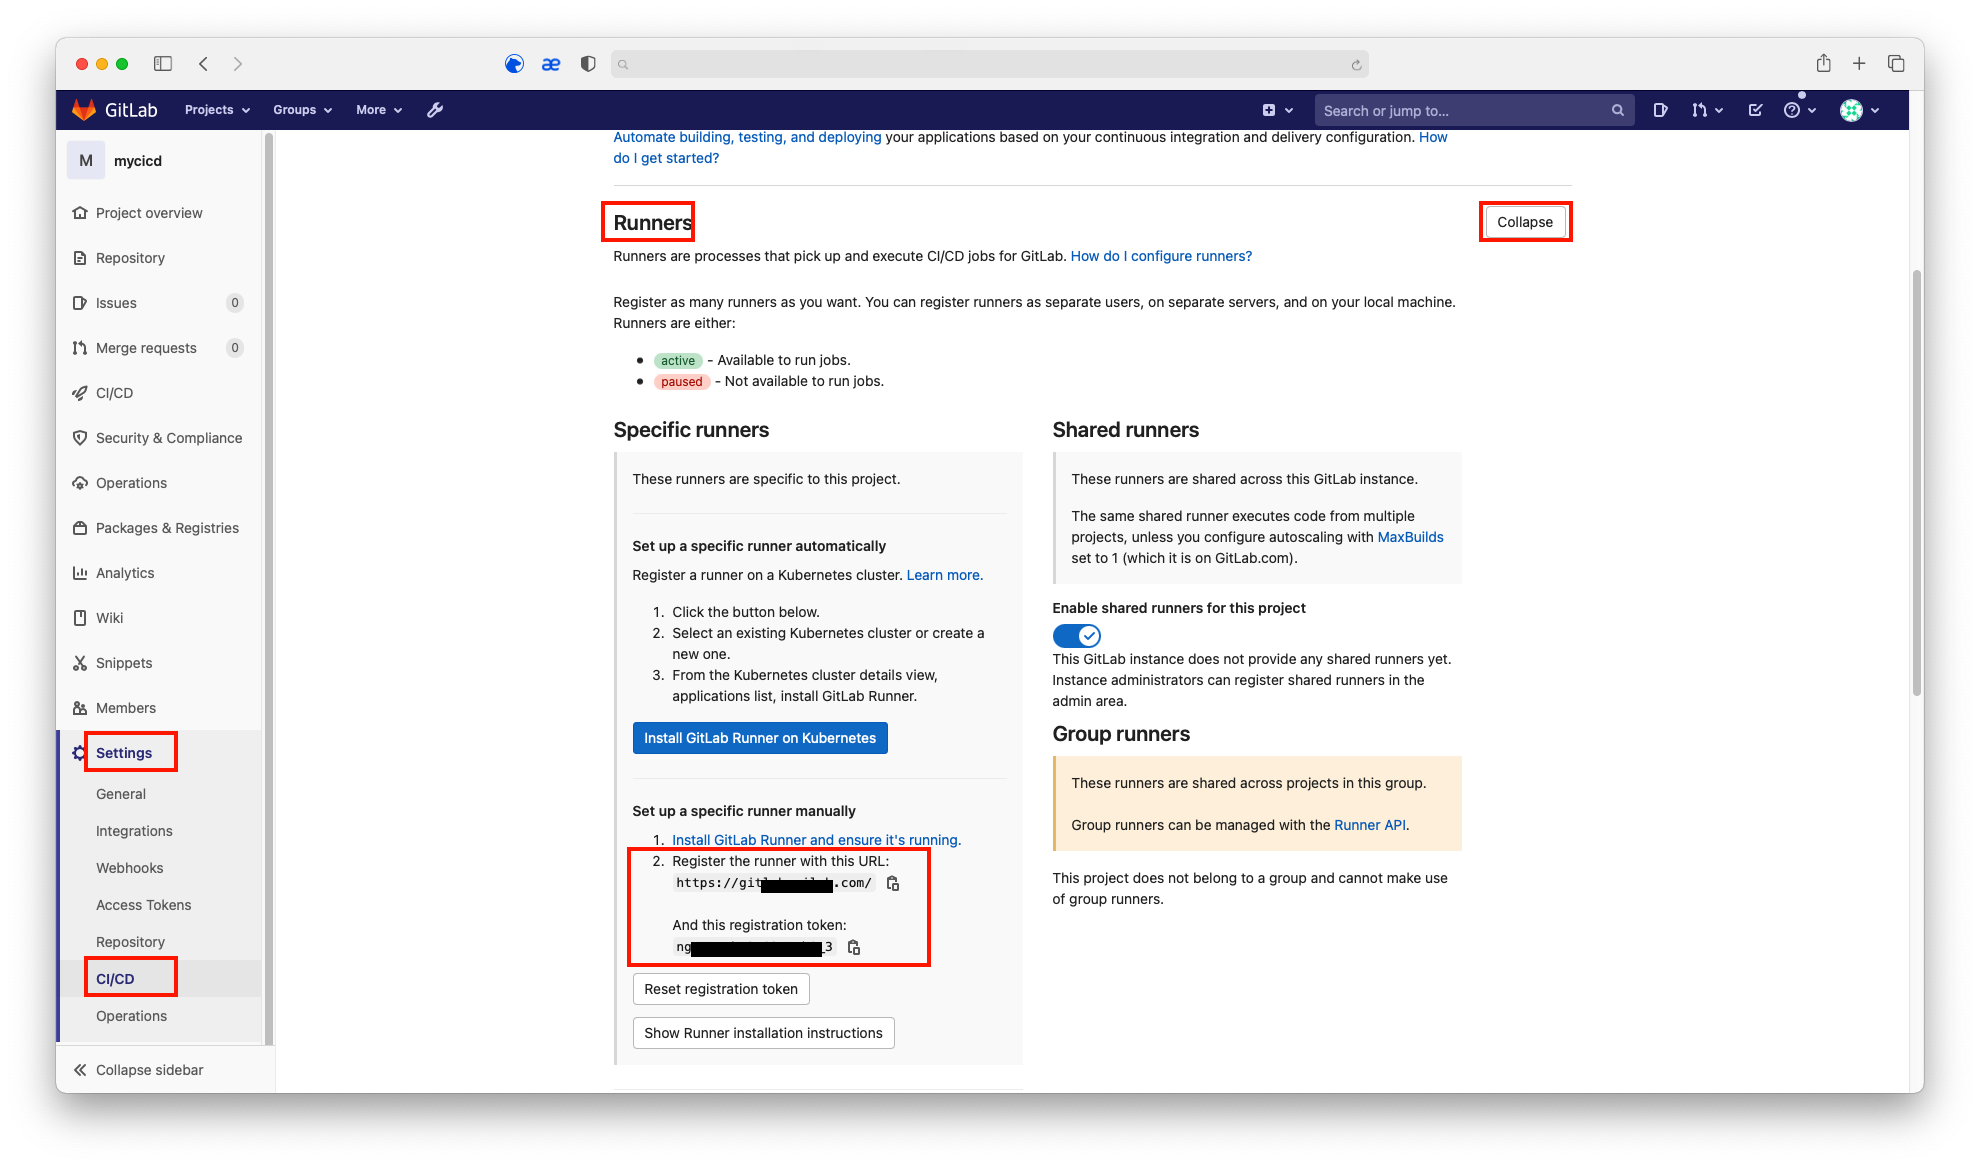 GitLab Projects Groups More Search or jump to...
M mycicd
Project overview
Repository
Issues 0
Merge requests 0
CI/CD
Security & Compliance
Operations
Packages & Registries
Analytics
Wiki
Snippets
Members
Settings
General
Integrations
Webhooks
Access Tokens
Repository
CI/CD
Operations
Collapse sidebar
Automate building, testing, and deploying your applications based on your continuous integration and delivery configuration. How
do I get started?
Runners
Collapse
Runners are processes that pick up and execute CI/CD jobs for GitLab. How do I configure runners?
Register as many runners as you want. You can register runners as separate users, on separate servers, and on your local machine.
Runners are either:
active - Available to run jobs.
paused - Not available to run jobs.
Specific runners
These runners are specific to this project.
Set up a specific runner automatically
Register a runner on a Kubernetes cluster. Learn more.
1. Click the button below.
2. Select an existing Kubernetes cluster or create a
new one.
3. From the Kubernetes cluster details view,
applications list, install GitLab Runner.
Install GitLab Runner on Kubernetes
Set up a specific runner manually
1. Install GitLab Runner and ensure it's running.
2. Register the runner with this URL:
https://git .com/
And this registration token:
ng _3
Reset registration token
Show Runner installation instructions
Shared runners
These runners are shared across this GitLab instance.
The same shared runner executes code from multiple
projects, unless you configure autoscaling with MaxBuilds
set to 1 (which it is on GitLab.com).
Enable shared runners for this project
This GitLab instance does not provide any shared runners yet.
Instance administrators can register shared runners in the
admin area.
Group runners
These runners are shared across projects in this group.
Group runners can be managed with the Runner API.
This project does not belong to a group and cannot make use
of group runners.